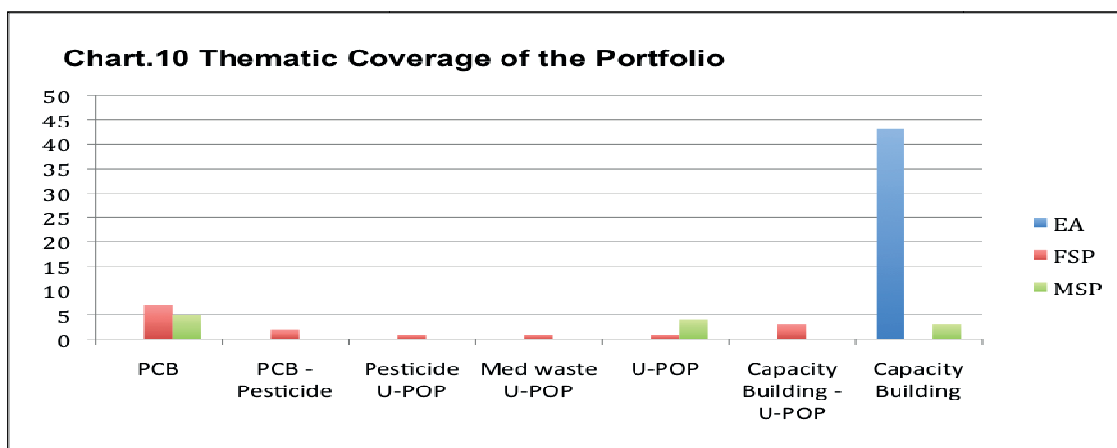 Chart.10 Thematic Coverage of the Portfolio
50
45
40
35
30
25
20
15
10
5
0
PCB
PCB -
Pesticide
Pesticide
U-POP
Med waste
U-POP
U-POP
Capacity
Building -
U-POP
Capacity
Building
EA
FSP
MSP